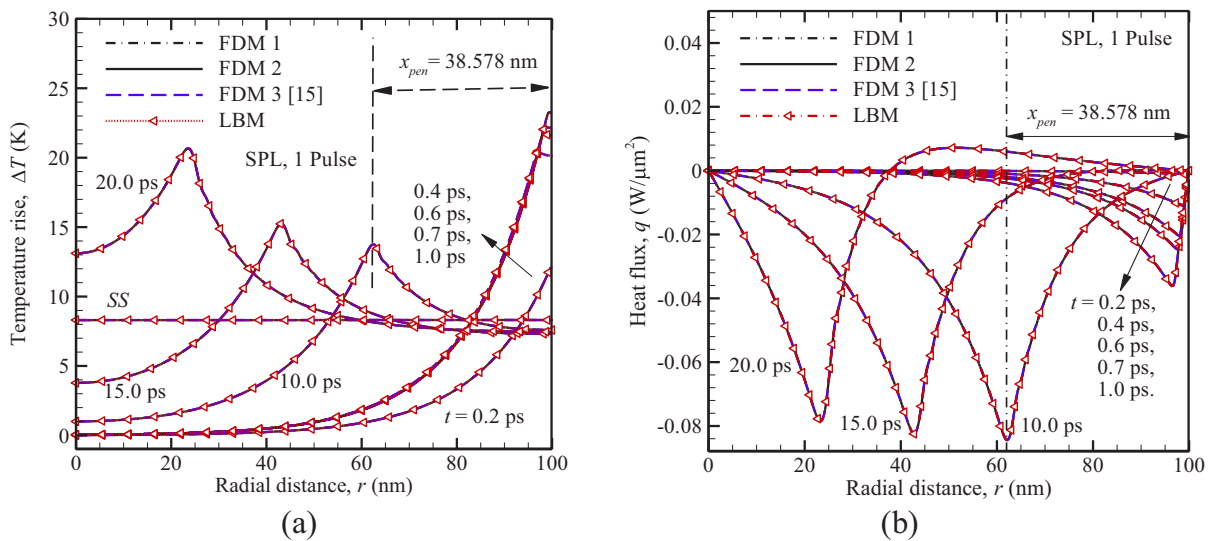 30
25
20
15
10
5
0
Temperature rise, ΔT (K)
FDM 1
FDM 2
FDM 3 [15]
LBM
x_pen = 38.578 nm
SPL, 1 Pulse
20.0 ps
0.4 ps,
0.6 ps,
0.7 ps,
1.0 ps
SS
15.0 ps
10.0 ps
t = 0.2 ps
0 20 40 60 80 100
Radial distance, r (nm)
(a)
0.04
0.02
0
-0.02
-0.04
-0.06
-0.08
Heat flux, q (W/μm²)
SPL, 1 Pulse
FDM 1
FDM 2
FDM 3 [15]
LBM
x_pen = 38.578 nm
t = 0.2 ps,
0.4 ps,
0.6 ps,
0.7 ps,
1.0 ps.
20.0 ps
15.0 ps
10.0 ps
0 20 40 60 80 100
Radial distance, r (nm)
(b)